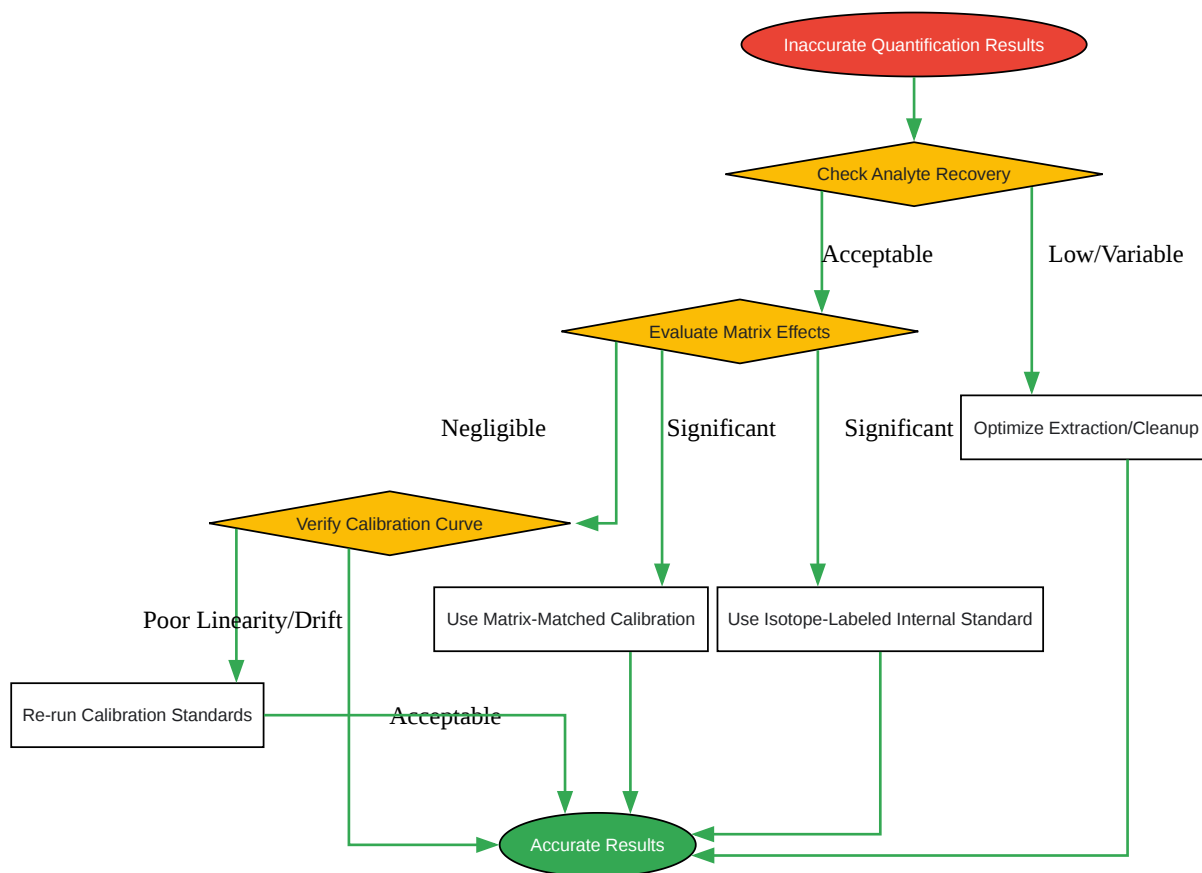 Inaccurate Quantification Results
Check Analyte Recovery
Acceptable
Low/Variable
Evaluate Matrix Effects
Negligible
Significant
Significant
Optimize Extraction/Cleanup
Verify Calibration Curve
Poor Linearity/Drift
Use Matrix-Matched Calibration
Use Isotope-Labeled Internal Standard
Re-run Calibration Standards
Acceptable
Accurate Results